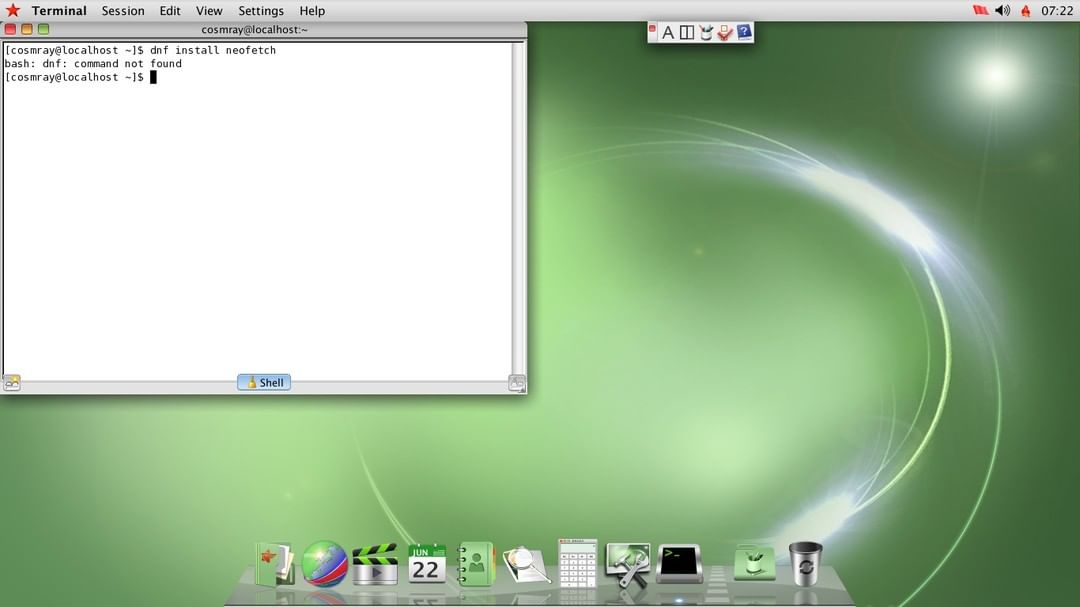 Terminal Session Edit View Settings Help 07:22
cosmray@localhost:~
[cosmray@localhost ~]$ dnf install neofetch
bash: dnf: command not found
[cosmray@localhost ~]$
Shell
A
?
JUN
22
>_